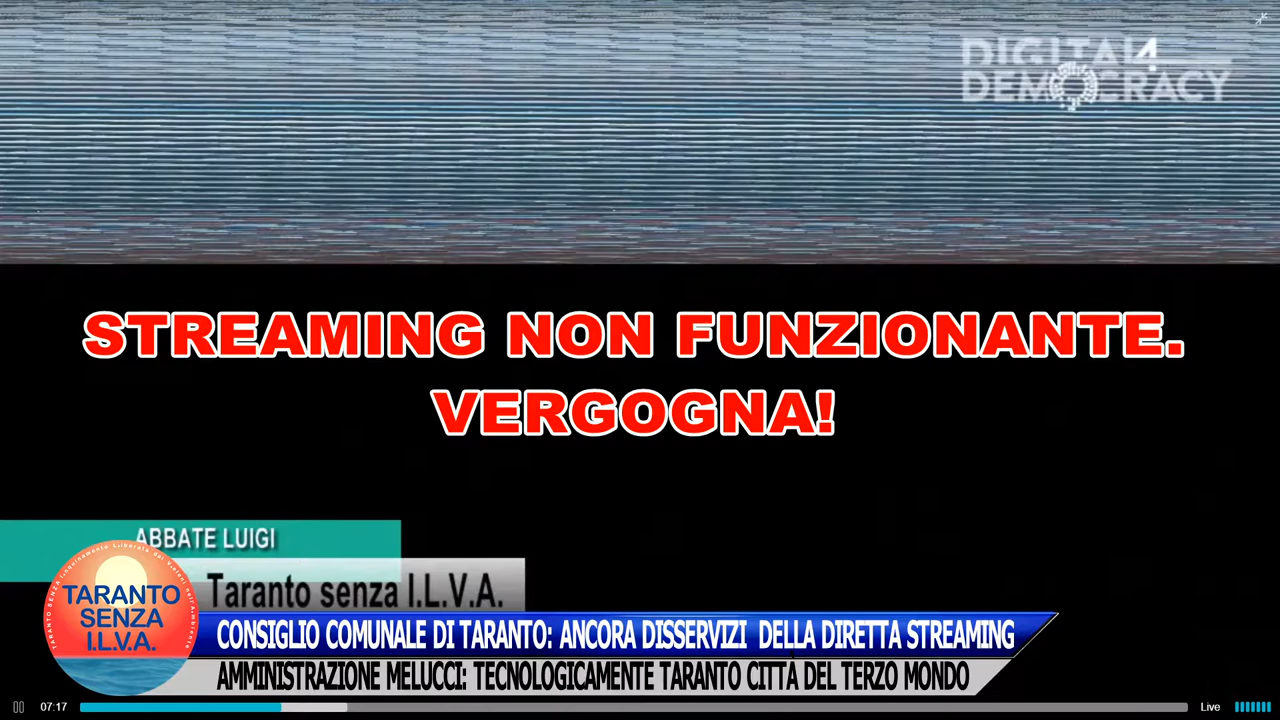 DIGITAL4
DEMOCRACY
STREAMING NON FUNZIONANTE.
VERGOGNA!
ABBATE LUIGI
Taranto senza I.L.V.A.
TARANTO
SENZA
I.L.V.A.
CONSIGLIO COMUNALE DI TARANTO: ANCORA DISSERVIZI DELLA DIRETTA STREAMING
AMMINISTRAZIONE MELUCCI: TECNOLOGICAMENTE TARANTO CITTÀ DEL TERZO MONDO
07:17
Live